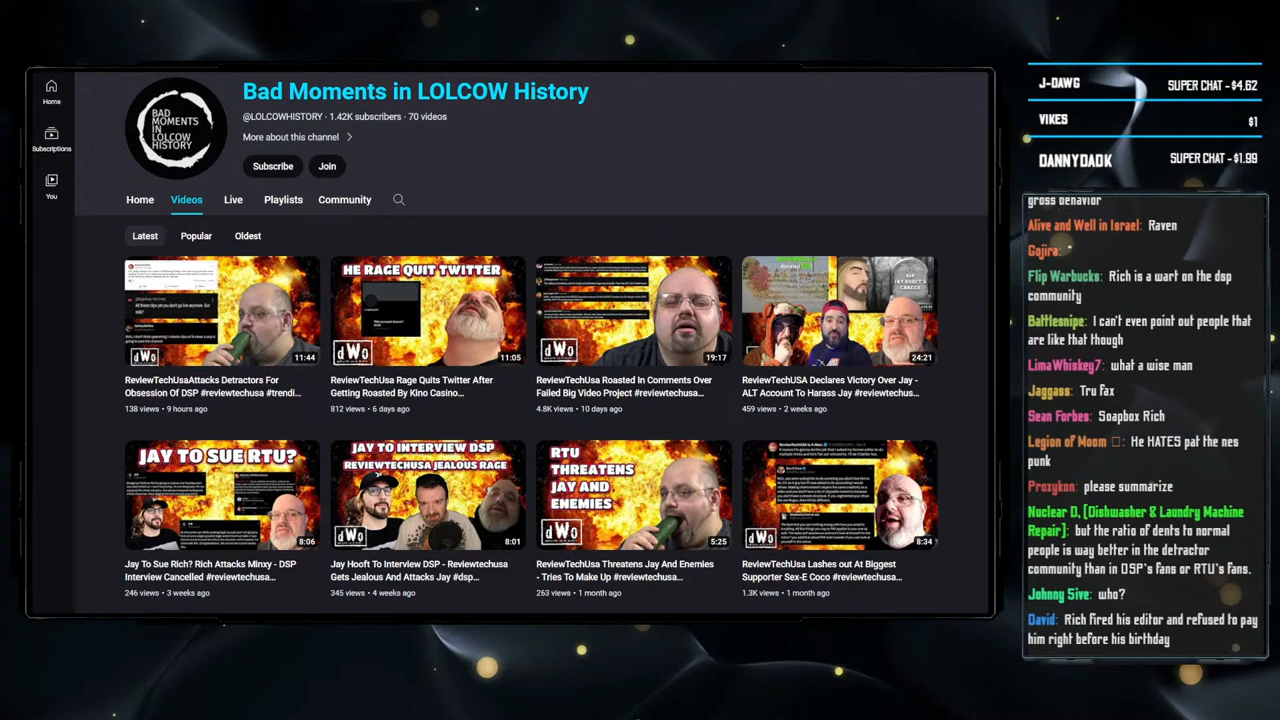 Home
Subscriptions
You
BAD
MOMENTS
IN
LOLCOW
HISTORY
Bad Moments in LOLCOW History
@LOLCOWHISTORY · 1.42K subscribers · 70 videos
More about this channel
Subscribe
Join
Home
Videos
Live
Playlists
Community
Latest
Popular
Oldest
11:44
ReviewTechUsaAttacks Detractors For
Obsession Of DSP #reviewtechusa #trendi...
138 views • 9 hours ago
HE RAGE QUIT TWITTER
dWo
11:05
ReviewTechUsa Rage Quits Twitter After
Getting Roasted By Kino Casino...
812 views • 6 days ago
dWo
19:17
ReviewTechUsa Roasted In Comments Over
Failed Big Video Project #reviewtechusa...
4.8K views • 10 days ago
24:21
ReviewTechUSA Declares Victory Over Jay -
ALT Account To Harass Jay #reviewtechus...
459 views • 2 weeks ago
JAY TO SUE RTU?
8:06
Jay To Sue Rich? Rich Attacks Minxy - DSP
Interview Cancelled #reviewtechusa...
246 views • 3 weeks ago
JAY TO INTERVIEW DSP
REVIEWTECHUSA JEALOUS RAGE
dWo
8:01
Jay Hooft To Interview DSP - Reviewtechusa
Gets Jealous And Attacks Jay #dsp...
345 views • 4 weeks ago
RTU
THREATENS
JAY AND
ENEMIES
dWo
5:25
ReviewTechUsa Threatens Jay And Enemies
- Tries To Make Up #reviewtechusa...
263 views • 1 month ago
dWo
8:34
ReviewTechUsa Lashes out At Biggest
Supporter Sex-E Coco #reviewtechusa...
1.3K views • 1 month ago
J-DAWG SUPER CHAT - $4.62
VIKES $1
DANNYDADK SUPER CHAT - $1.99
gross behavior
Alive and Well in Israel: Raven
Gojira:
Flip Warbucks: Rich is a wart on the dsp
community
Battlesnipe: I can't even point out people that
are like that though
LimaWhiskey7: what a wise man
Jaggass: Tru fax
Sean Forbes: Soapbox Rich
Legion of Moom: He HATES pat the nes
punk
Proxykon: please summarize
Nuclear D, [Dishwasher & Laundry Machine
Repair]: but the ratio of dents to normal
people is way better in the detractor
community than in DSP's fans or RTU's fans.
Johnny 5ive: who?
David: Rich fired his editor and refused to pay
him right before his birthday